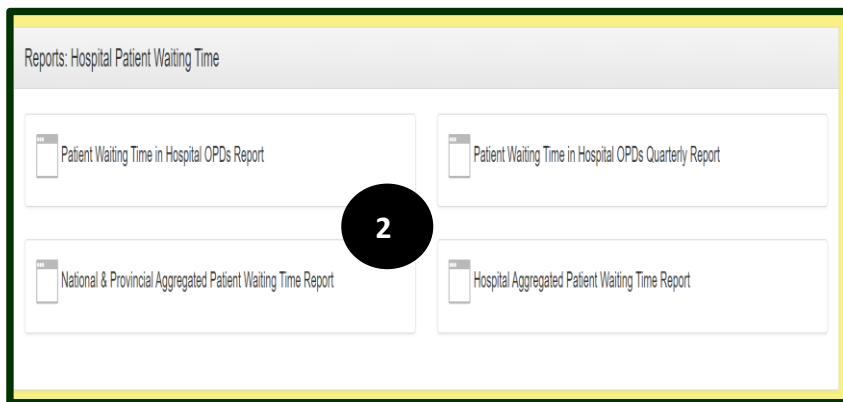 Reports: Hospital Patient Waiting Time
Patient Waiting Time in Hospital OPDs Report
Patient Waiting Time in Hospital OPDs Quarterly Report
2
National & Provincial Aggregated Patient Waiting Time Report
Hospital Aggregated Patient Waiting Time Report